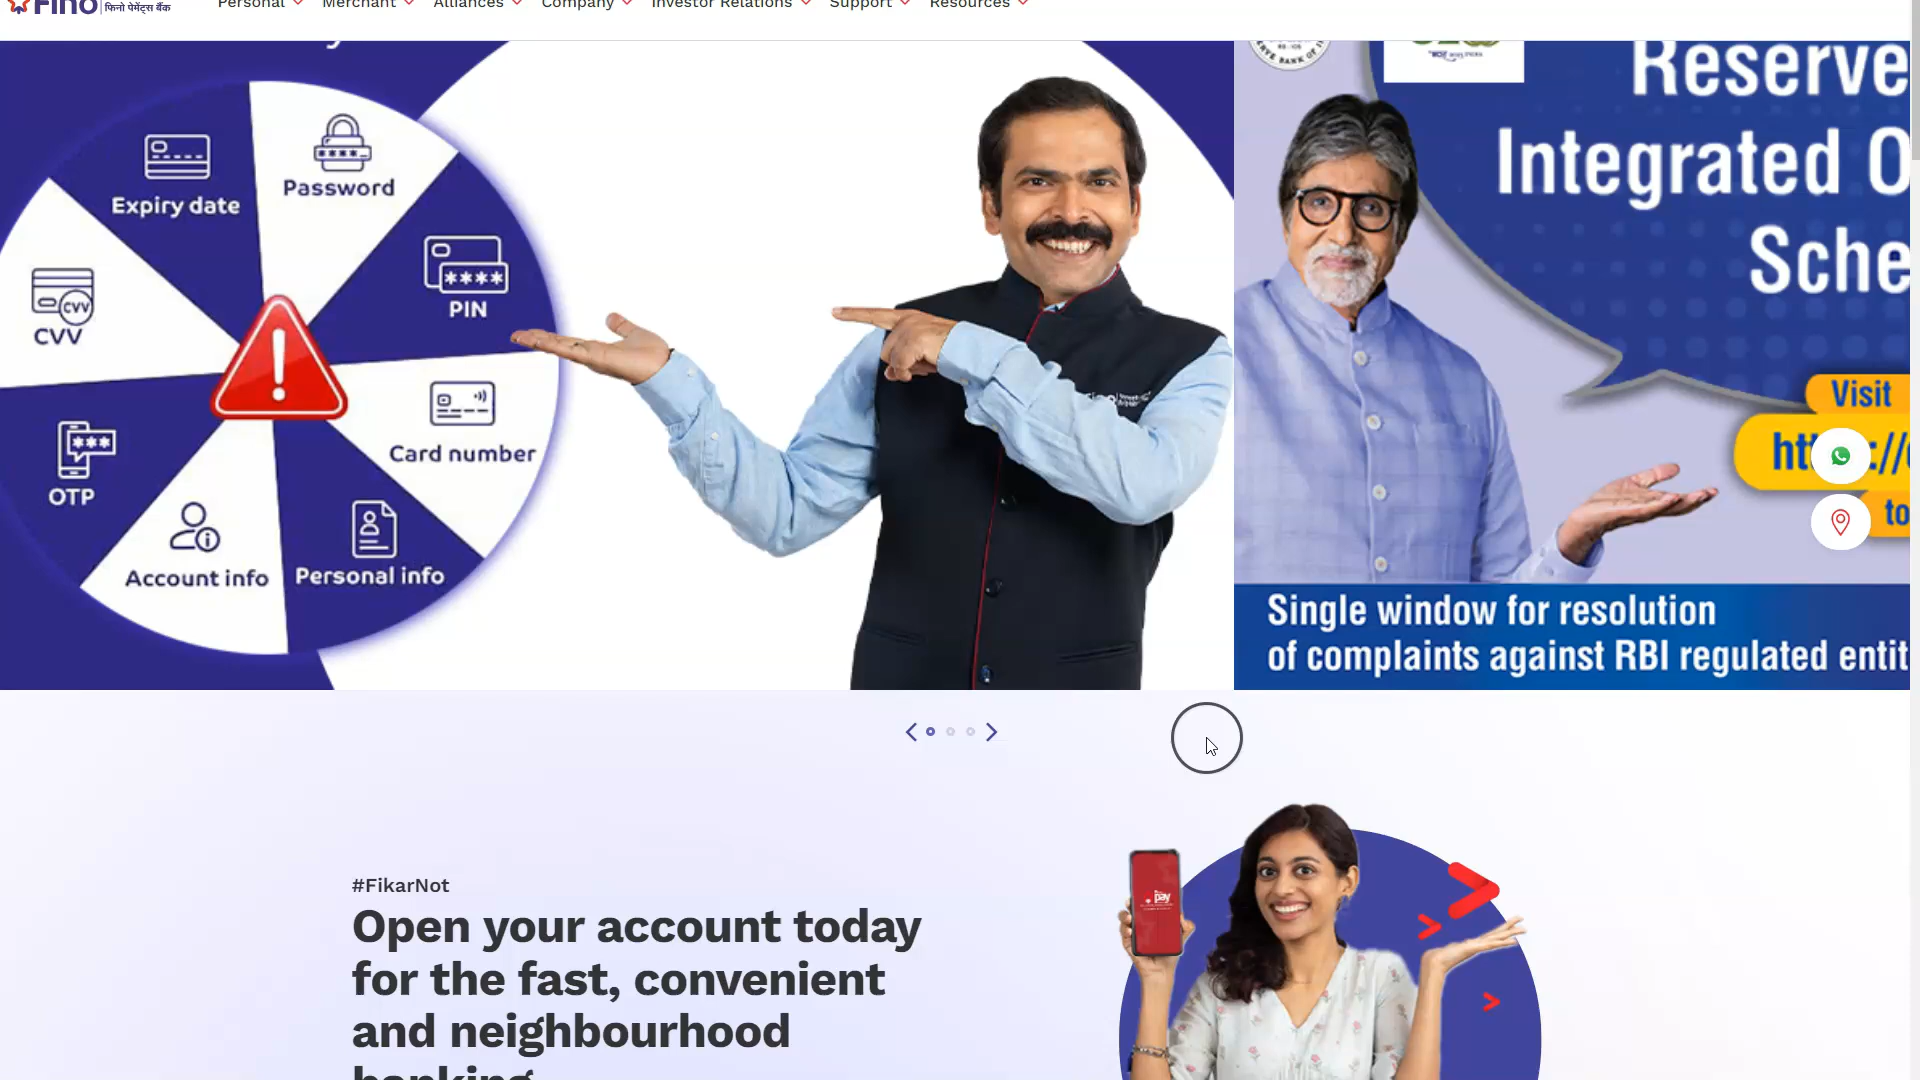 Fino फिनो पेमेंट्स बैंक
Personal Merchant Alliances Company Investor Relations Support Resources
Expiry date
Password
PIN
****
CVV
CVV
Card number
OTP
***
Account info
Personal info
Reserve
Integrated O
Sche
Visit
to
Single window for resolution
of complaints against RBI regulated entit
#FikarNot
pay
Open your account today
for the fast, convenient
and neighbourhood
banking